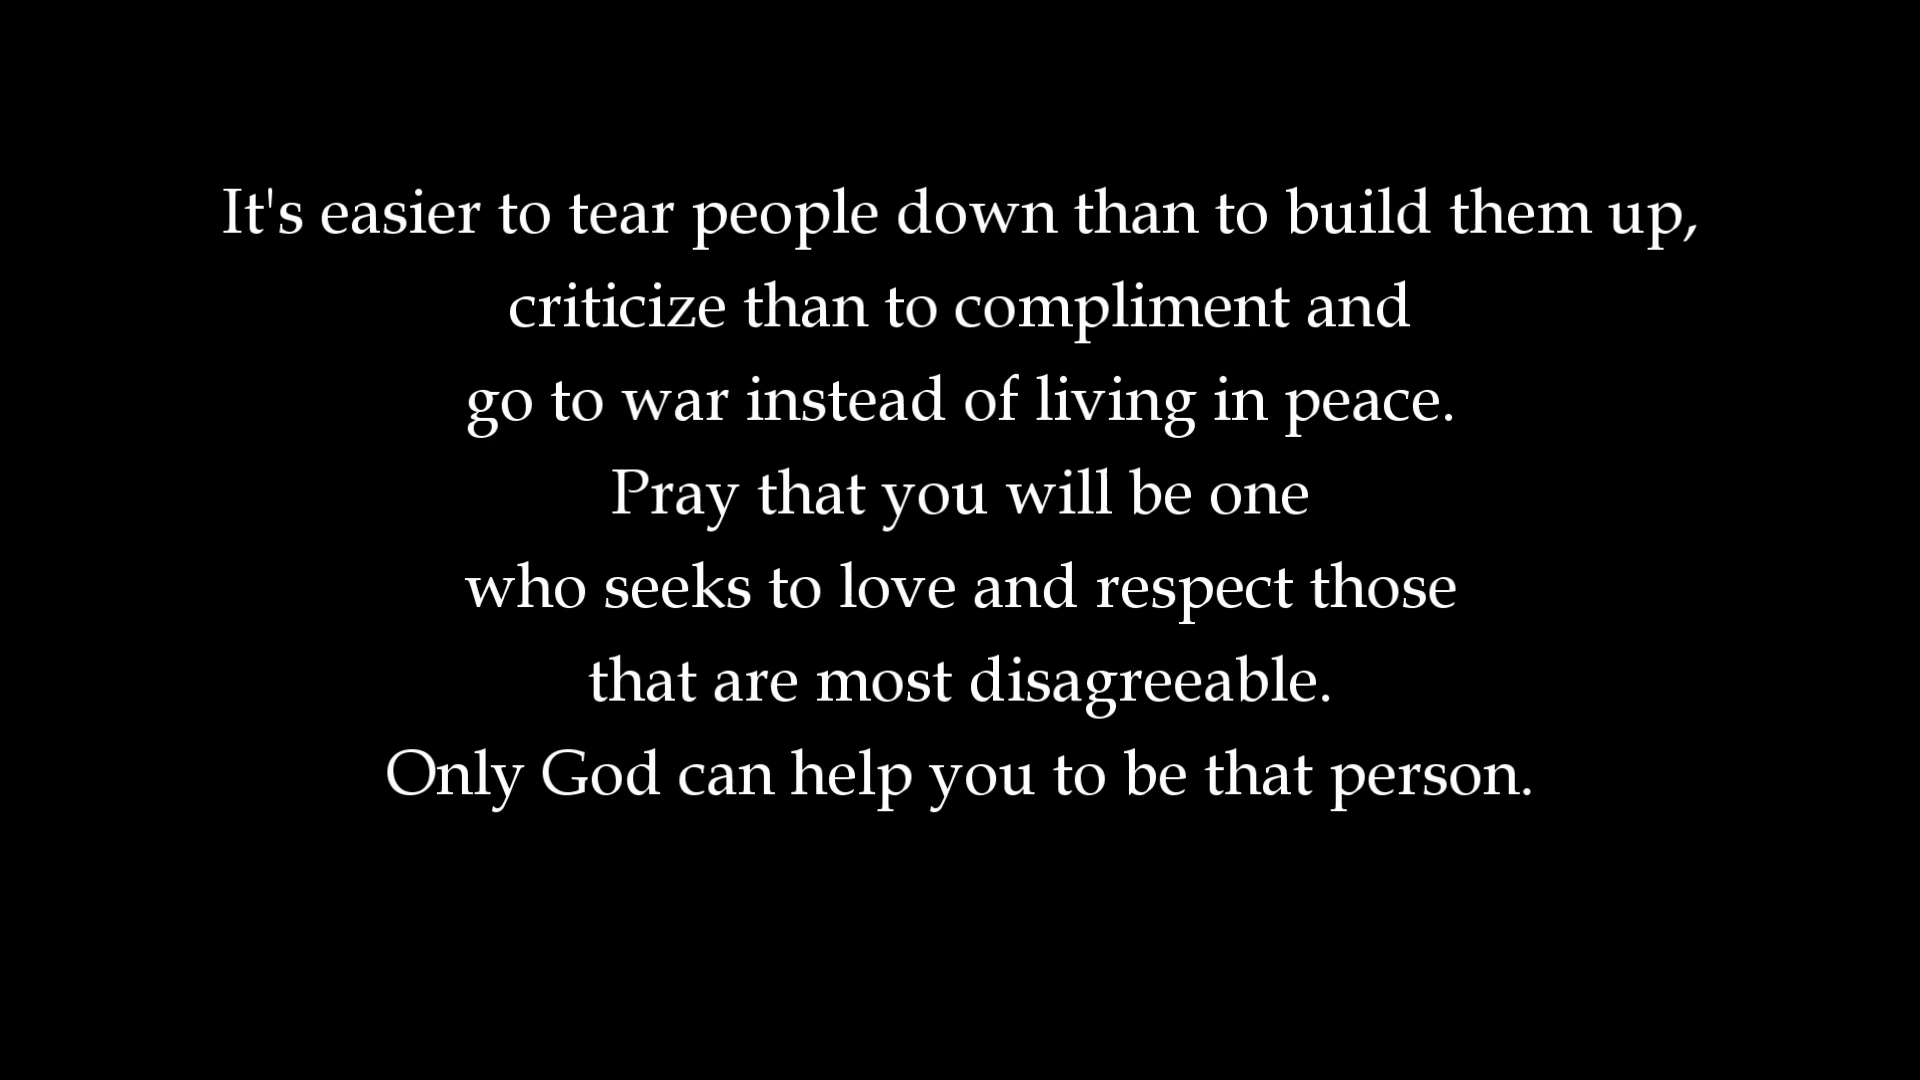 It's easier to tear people down than to build them up,
criticize than to compliment and
go to war instead of living in peace.
Pray that you will be one
who seeks to love and respect those
that are most disagreeable.
Only God can help you to be that person.